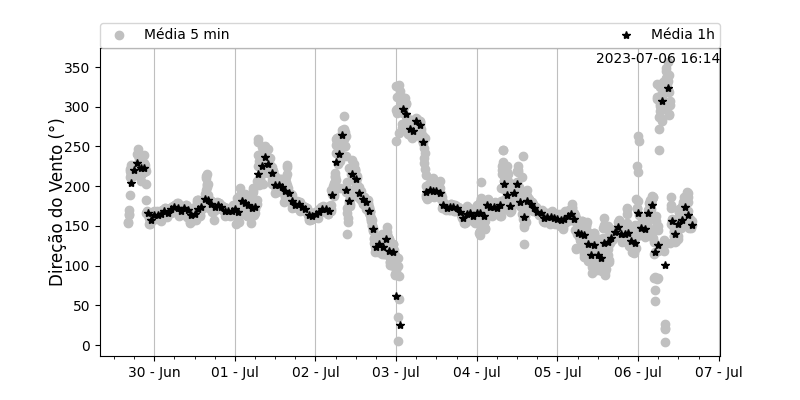 Média 5 min
Média 1h
2023-07-06 16:14
Direção do Vento (°)
350
300
250
200
150
100
50
0
30 - Jun
01 - Jul
02 - Jul
03 - Jul
04 - Jul
05 - Jul
06 - Jul
07 - Jul